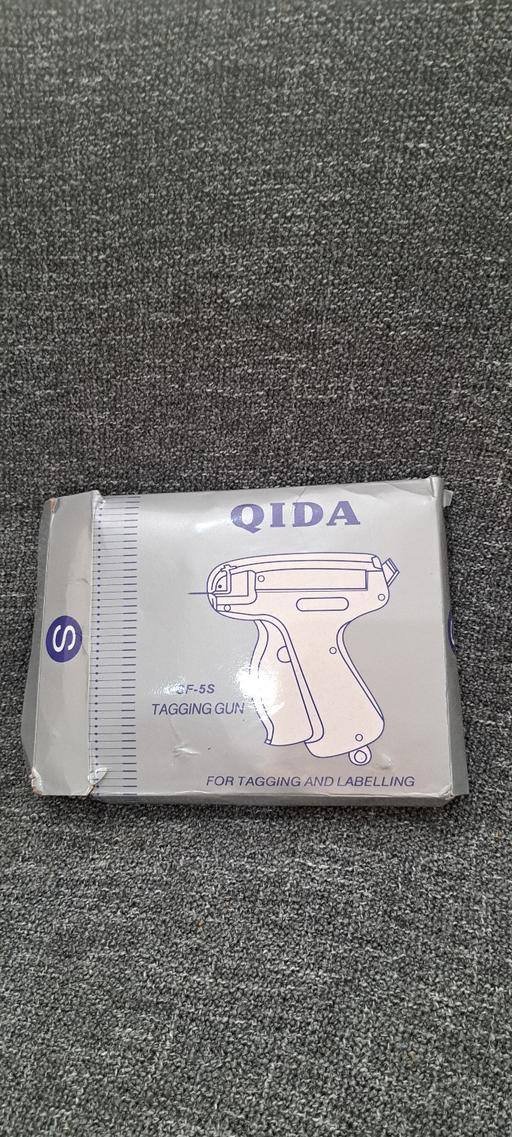 QIDA
S
TAGGING GUN
FOR TAGGING AND LABELLING